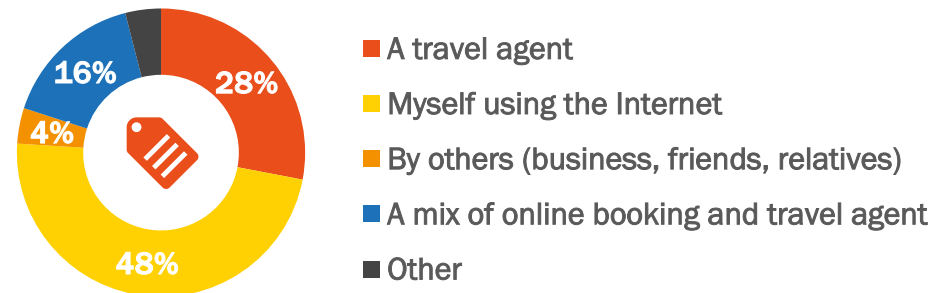 28%
16%
4%
48%
A travel agent
Myself using the Internet
By others (business, friends, relatives)
A mix of online booking and travel agent
Other